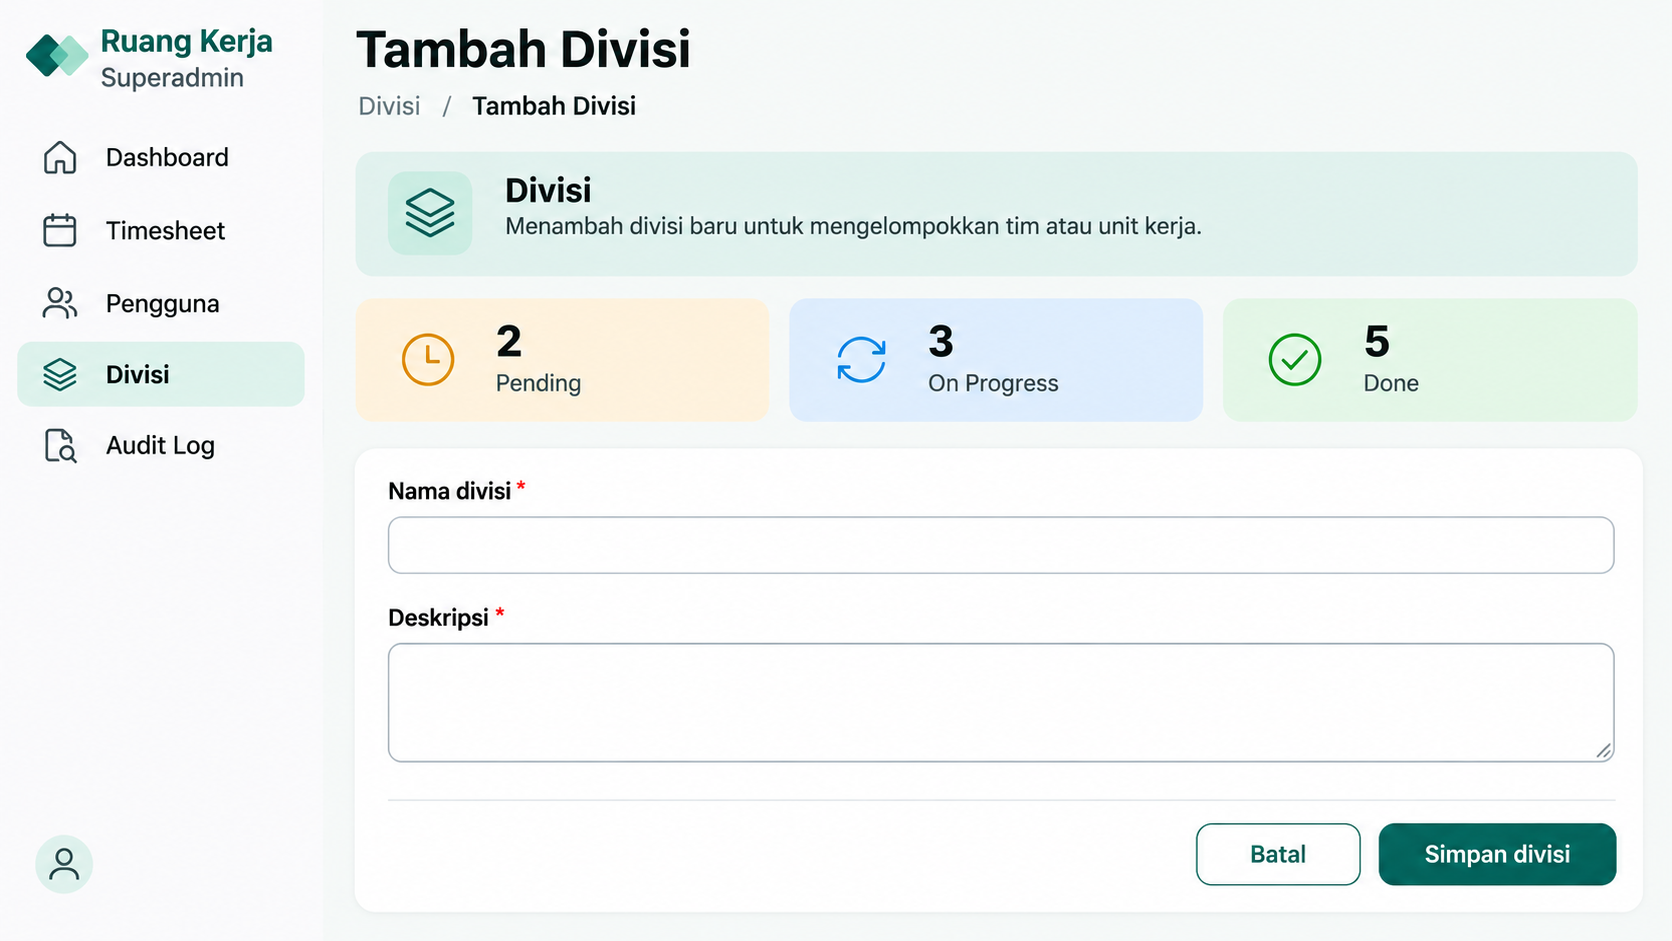 Ruang Kerja
Superadmin
Dashboard
Timesheet
Pengguna
Divisi
Audit Log
Tambah Divisi
Divisi / Tambah Divisi
Divisi
Menambah divisi baru untuk mengelompokkan tim atau unit kerja.
2
Pending
3
On Progress
5
Done
Nama divisi *
Deskripsi *
Batal
Simpan divisi